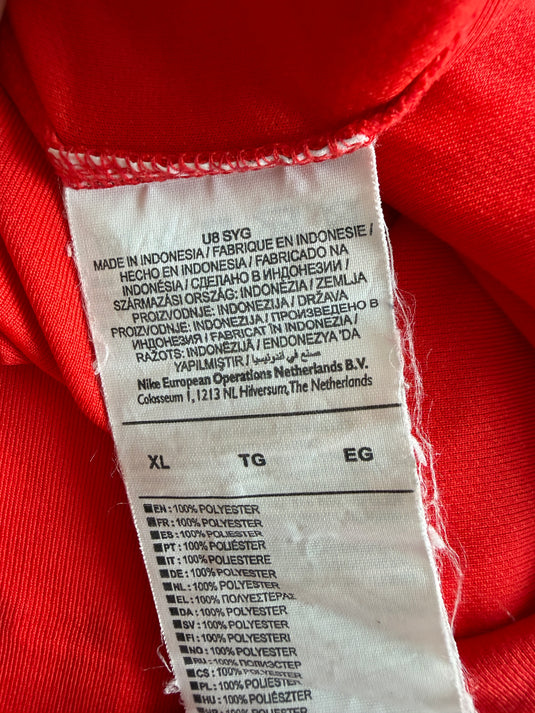 U8 SYG
MADE IN INDONESIA / FABRIQUE EN INDONESIE /
HECHO EN INDONESIA / FABRICADO NA
INDONÉSIA / СДЕЛАНО В ИНДОНЕЗИИ /
SZÁRMAZÁSI ORSZÁG: INDONÉZIA / ZEMLJA
PROIZVODNJE: INDONEZIJA / DRŽAVA
PROIZVODNJE: INDONEZIJA / ПРОИЗВЕДЕНО В
ИНДОНЕЗИЯ / FABRICAT ÎN INDONEZIA /
RAŽOTS: INDONĒZIJĀ / ENDONEZYA 'DA
YAPILMIŞTIR / صنع في اندونيسيا
Nike European Operations Netherlands B.V.
Colosseum 1, 1213 NL Hilversum, The Netherlands
XL TG EG
EN : 100% POLYESTER
FR : 100% POLYESTER
ES : 100% POLIÉSTER
PT : 100% POLIÉSTER
IT : 100% POLIESTERE
DE : 100% POLYESTER
NL : 100% POLYESTER
EL : 100% ΠΟΛΥΕΣΤΕΡΑΣ
DA : 100% POLYESTER
SV : 100% POLYESTER
FI : 100% POLYESTERI
NO : 100% POLYESTER
RU : 100% ПОЛИЭСТЕР
CS : 100% POLYESTER
PL : 100% POLIESTER
HU : 100% POLIÉSZTER